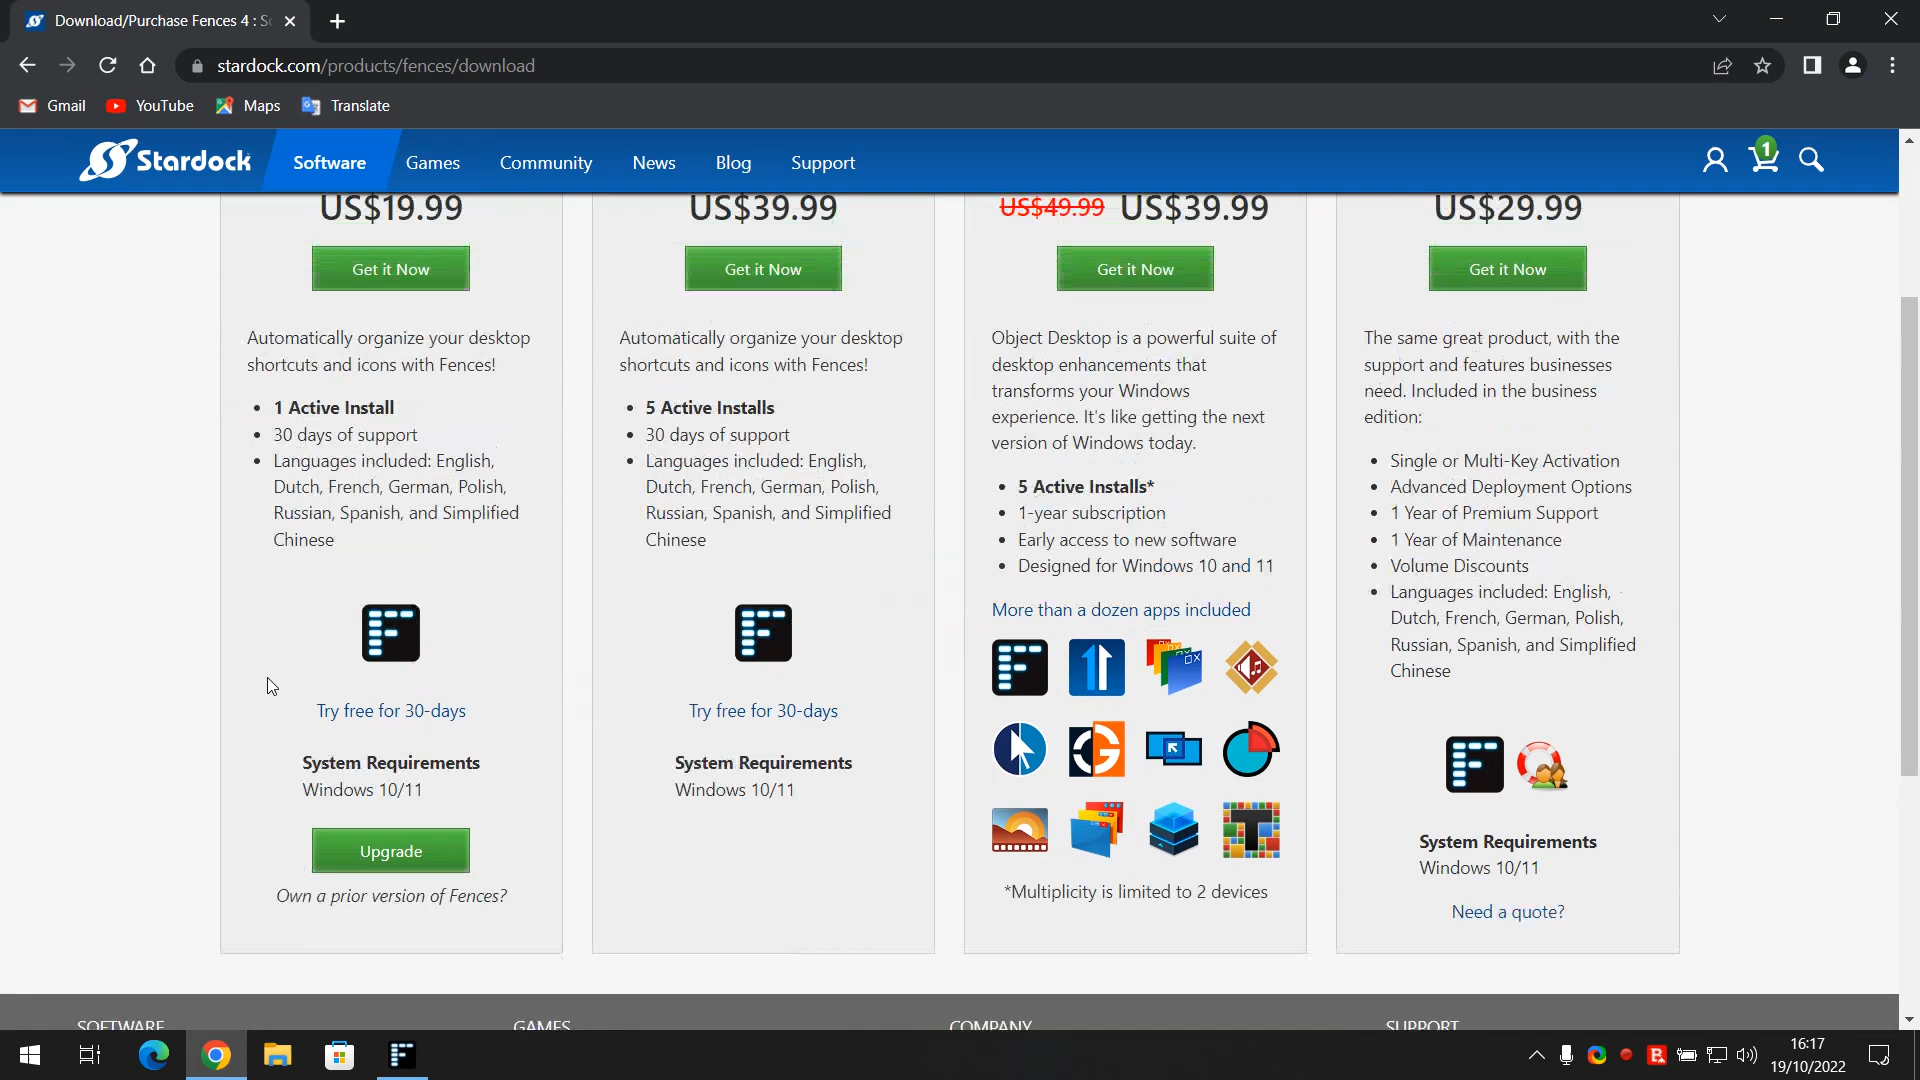 Download/Purchase Fences 4 : S
stardock.com/products/fences/download
Gmail YouTube Maps Translate
Stardock Software Games Community News Blog Support 1
US$19.99
Get it Now
Automatically organize your desktop
shortcuts and icons with Fences!
1 Active Install
30 days of support
Languages included: English,
Dutch, French, German, Polish,
Russian, Spanish, and Simplified
Chinese
Try free for 30-days
System Requirements
Windows 10/11
Upgrade
Own a prior version of Fences?
US$39.99
Get it Now
Automatically organize your desktop
shortcuts and icons with Fences!
5 Active Installs
30 days of support
Languages included: English,
Dutch, French, German, Polish,
Russian, Spanish, and Simplified
Chinese
Try free for 30-days
System Requirements
Windows 10/11
US$49.99 US$39.99
Get it Now
Object Desktop is a powerful suite of
desktop enhancements that
transforms your Windows
experience. It's like getting the next
version of Windows today.
5 Active Installs*
1-year subscription
Early access to new software
Designed for Windows 10 and 11
More than a dozen apps included
*Multiplicity is limited to 2 devices
US$29.99
Get it Now
The same great product, with the
support and features businesses
need. Included in the business
edition:
Single or Multi-Key Activation
Advanced Deployment Options
1 Year of Premium Support
1 Year of Maintenance
Volume Discounts
Languages included: English,
Dutch, French, German, Polish,
Russian, Spanish, and Simplified
Chinese
System Requirements
Windows 10/11
Need a quote?
SOFTWARE GAMES COMPANY SUPPORT
16:17
19/10/2022